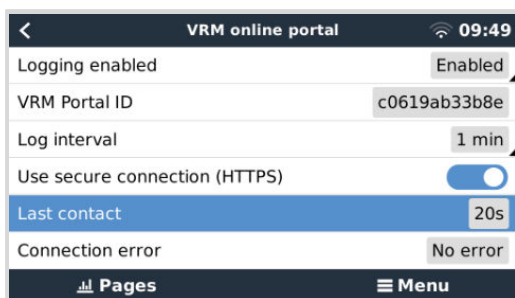 VRM online portal 09:49
Logging enabled Enabled
VRM Portal ID c0619ab33b8e
Log interval 1 min
Use secure connection (HTTPS)
Last contact 20s
Connection error No error
Pages Menu